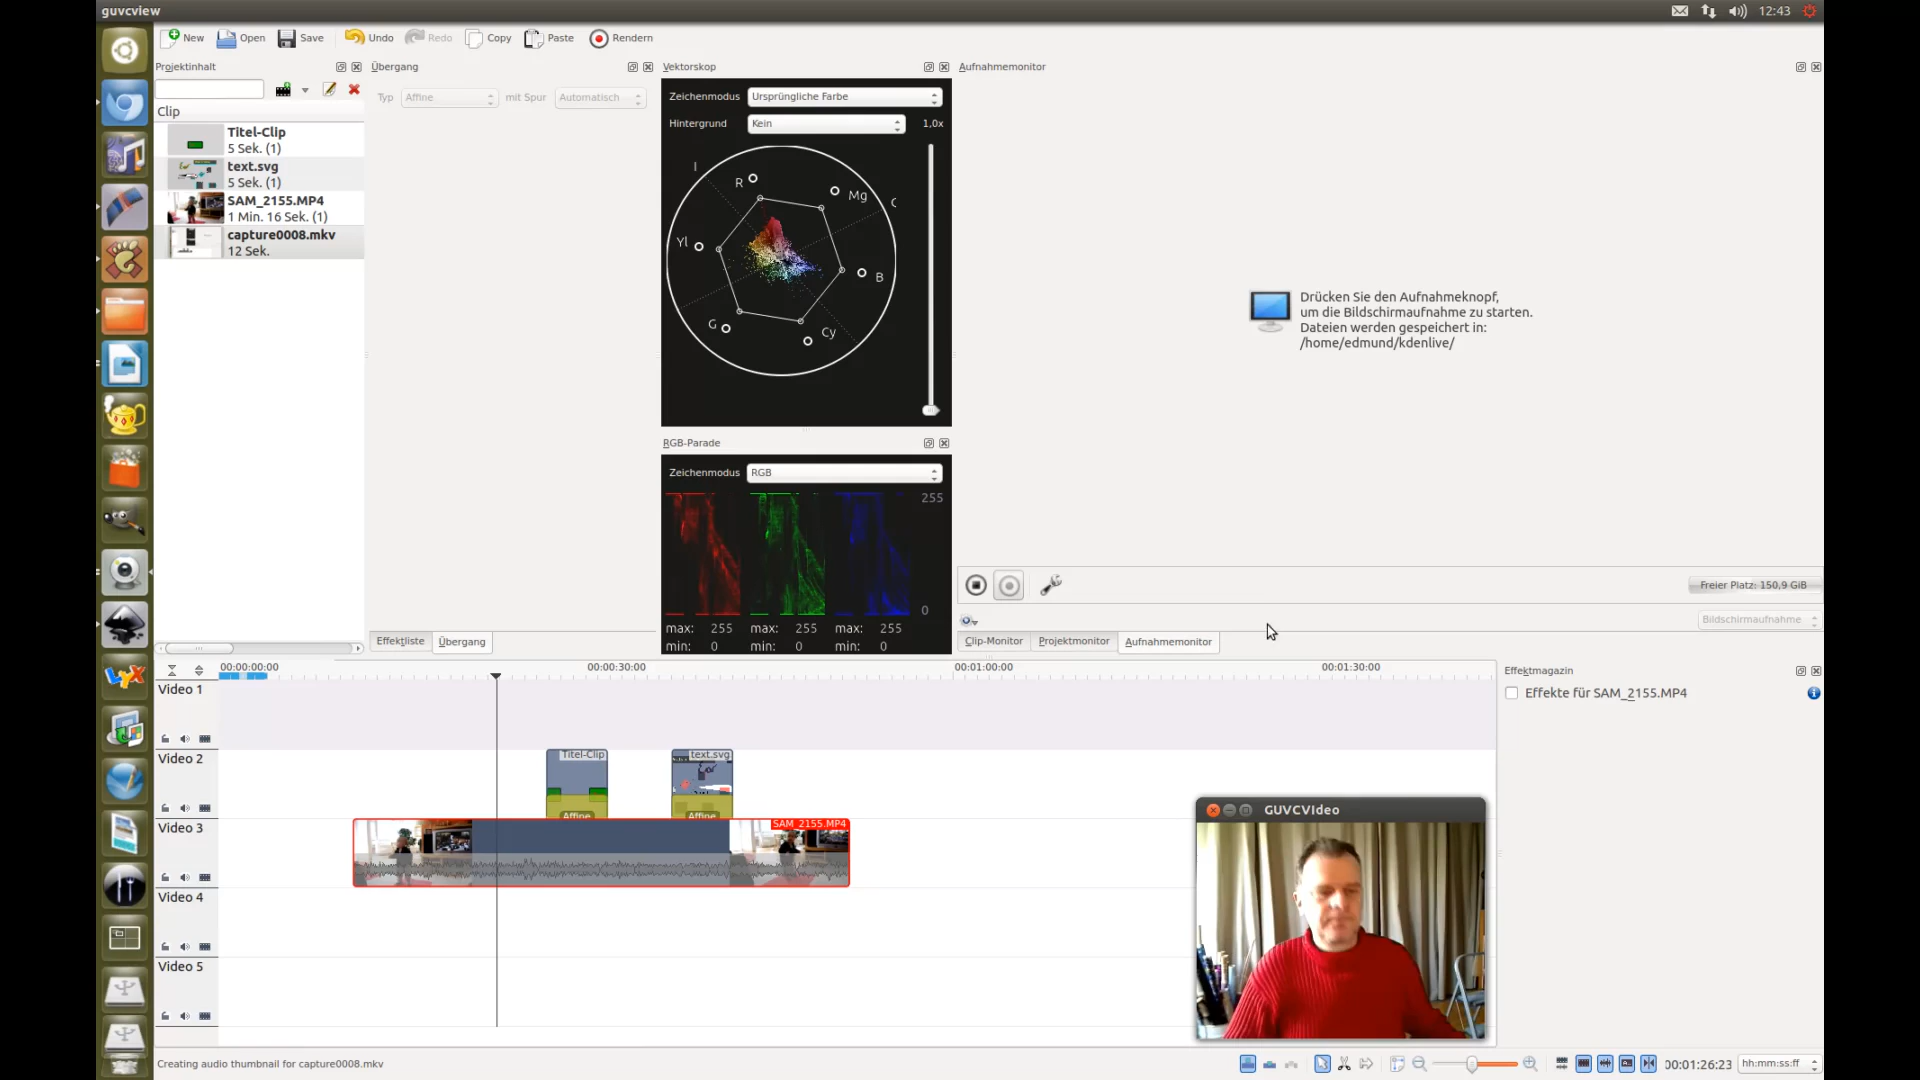 guvcview
12:43
New Open Save Undo Redo Copy Paste Rendern
Projektinhalt
Übergang
Vektorskop
Aufnahmemonitor
Typ Affine mit Spur Automatisch
Zeichenmodus Ursprüngliche Farbe
Hintergrund Kein 1,0x
Clip
Titel-Clip
5 Sek. (1)
text.svg
5 Sek. (1)
SAM_2155.MP4
1 Min. 16 Sek. (1)
capture0008.mkv
12 Sek.
I
R
Mg
C
Yl
B
G
Cy
Drücken Sie den Aufnahmeknopf,
um die Bildschirmaufnahme zu starten.
Dateien werden gespeichert in:
/home/edmund/kdenlive/
RGB-Parade
Zeichenmodus RGB
255
0
max: 255 max: 255 max: 255
min: 0 min: 0 min: 0
Freier Platz: 150,9 GiB
Bildschirmaufnahme
Effektliste Übergang
Clip-Monitor Projektmonitor Aufnahmemonitor
00:00:00:00 00:00:30:00 00:01:00:00 00:01:30:00
Effektmagazin
Effekte für SAM_2155.MP4
Video 1
Video 2
Titel-Clip
text.svg
Affine
Affine
Video 3
SAM_2155.MP4
Video 4
Video 5
GUVCVIdeo
LyX
Creating audio thumbnail for capture0008.mkv
00:01:26:23 hh:mm:ss:ff